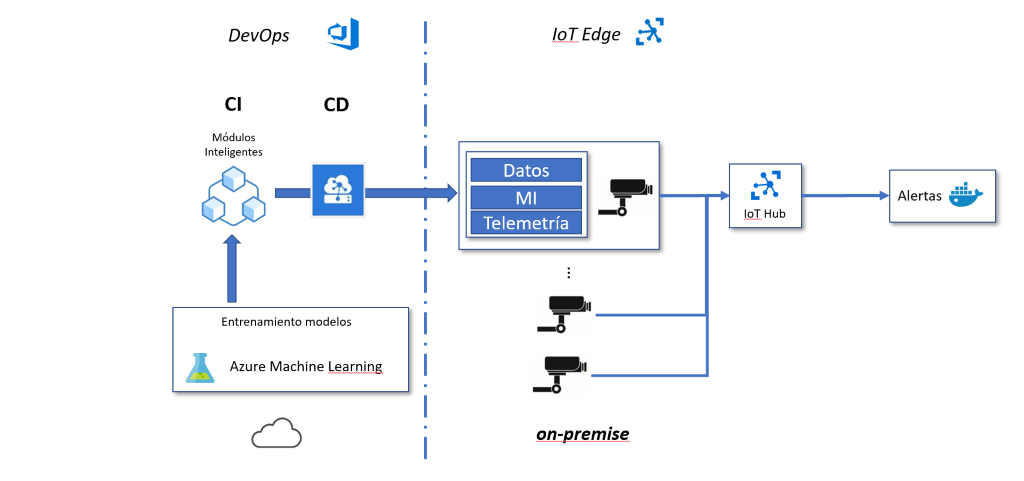 DevOps
IoT Edge
CI
CD
Módulos
Inteligentes
Datos
MI
Telemetría
IoT Hub
Alertas
Entrenamiento modelos
Azure Machine Learning
on-premise